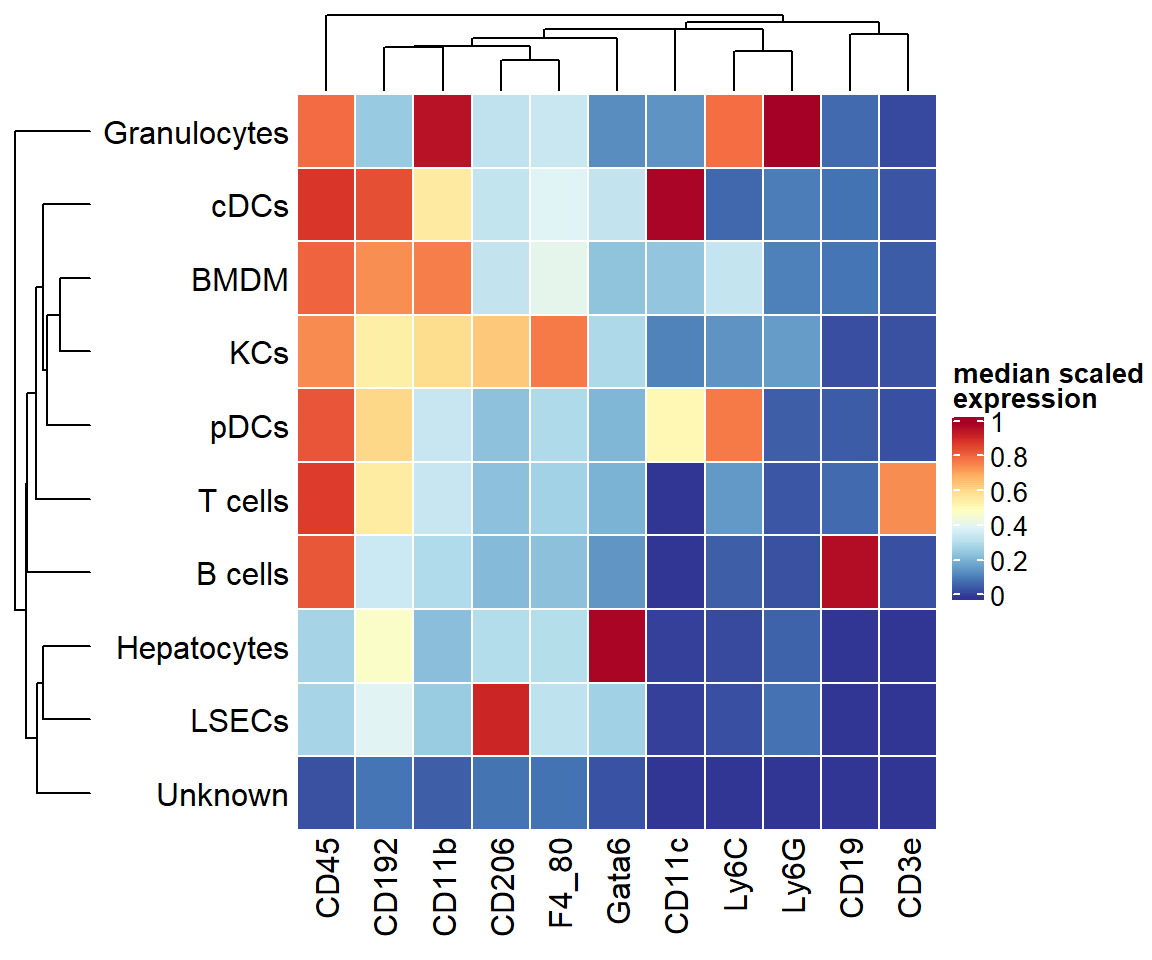 Granulocytes
cDCs
BMDM
KCs
pDCs
T cells
B cells
Hepatocytes
LSECs
Unknown
CD45
CD192
CD11b
CD206
F4_80
Gata6
CD11c
Ly6C
Ly6G
CD19
CD3e
median scaled
expression
1
0.8
0.6
0.4
0.2
0